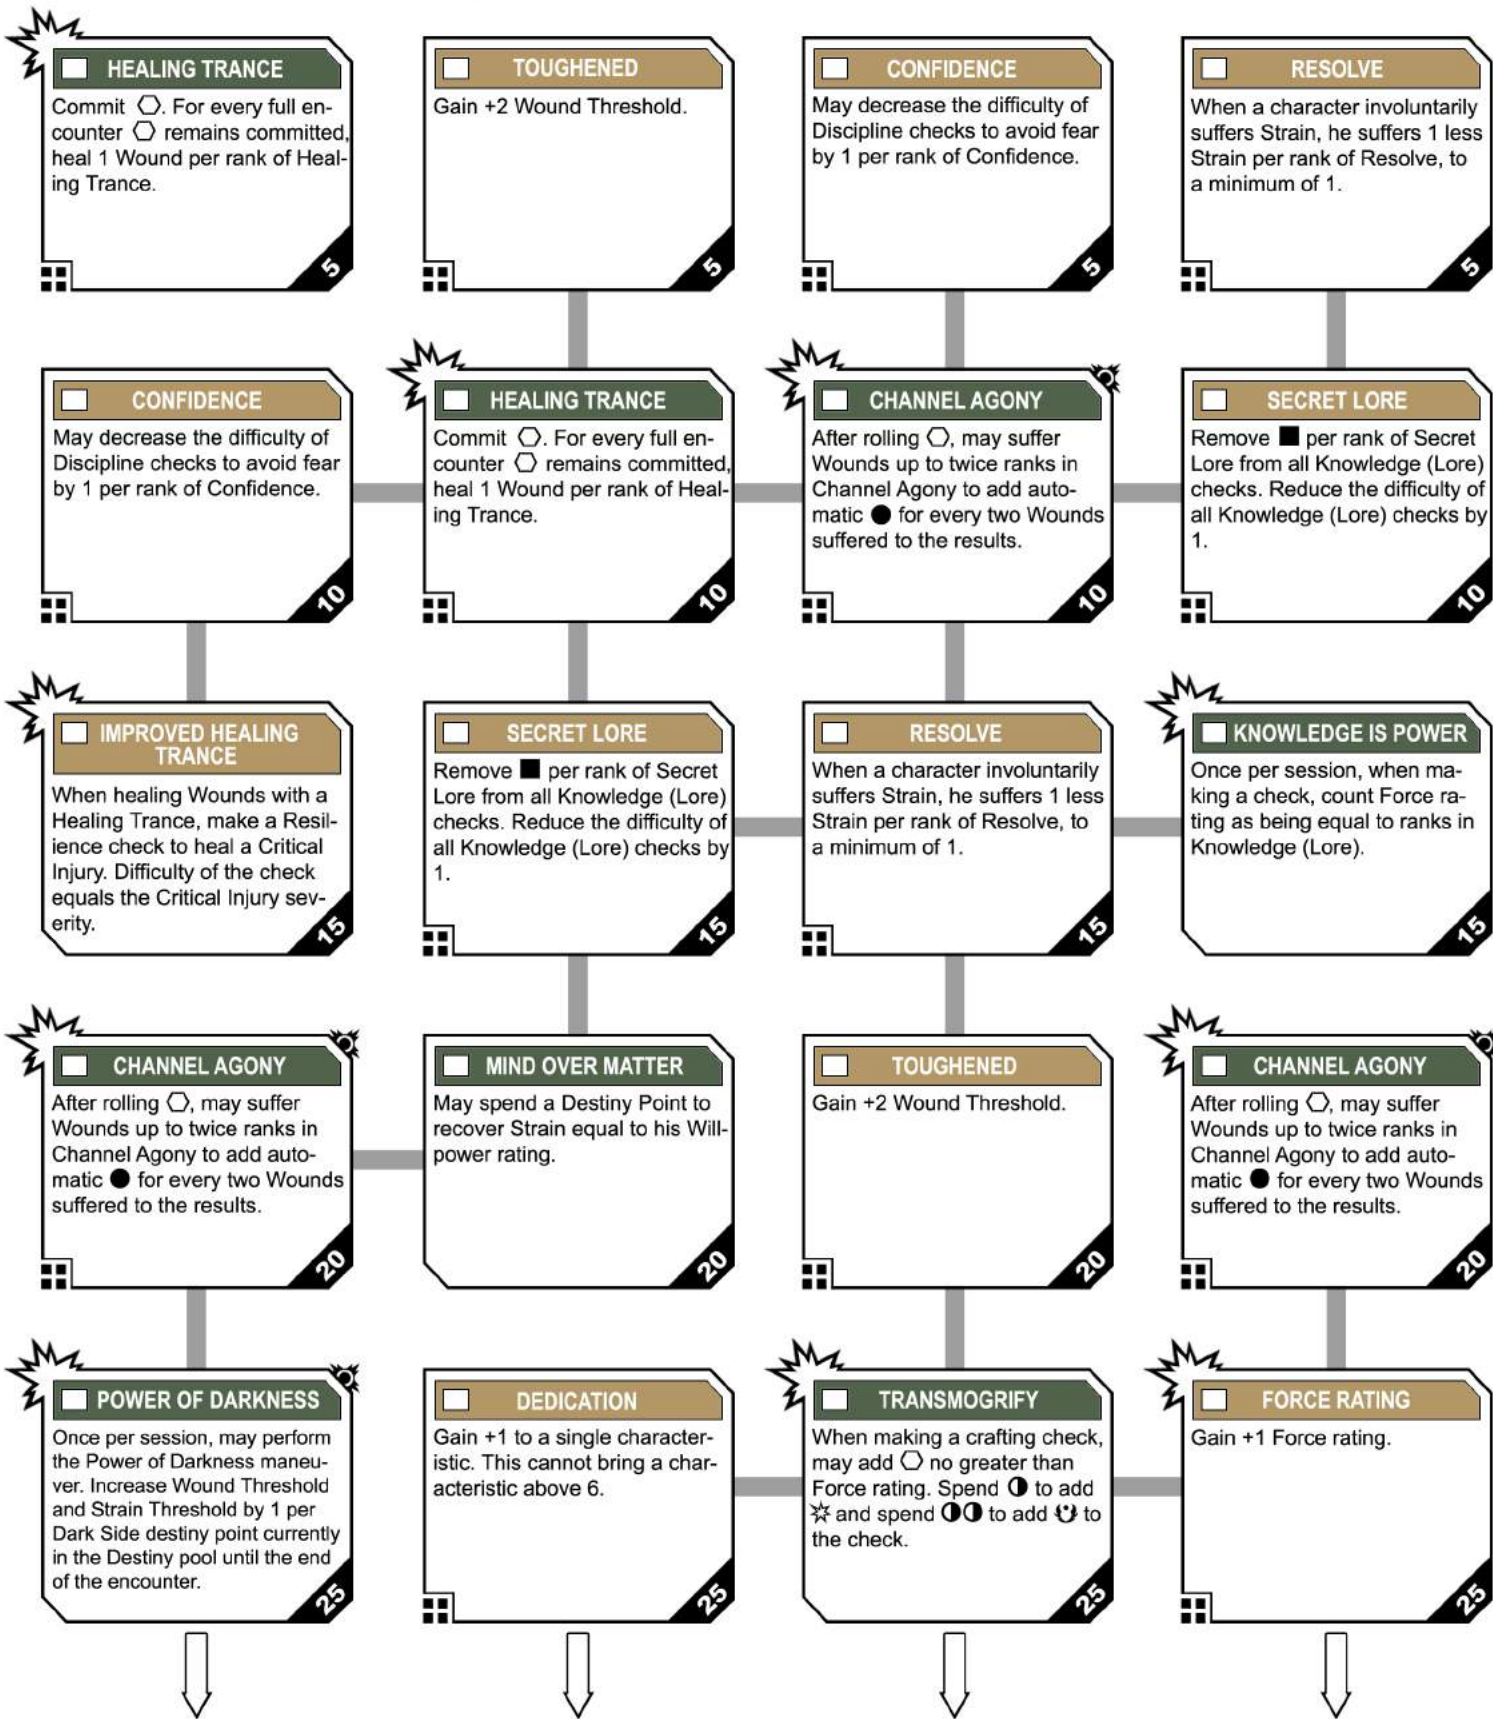 HEALING TRANCE
Commit ⬡. For every full en-
counter ⬡ remains committed,
heal 1 Wound per rank of Heal-
ing Trance.
5
TOUGHENED
Gain +2 Wound Threshold.
5
CONFIDENCE
May decrease the difficulty of
Discipline checks to avoid fear
by 1 per rank of Confidence.
5
RESOLVE
When a character involuntarily
suffers Strain, he suffers 1 less
Strain per rank of Resolve, to
a minimum of 1.
5
CONFIDENCE
May decrease the difficulty of
Discipline checks to avoid fear
by 1 per rank of Confidence.
10
HEALING TRANCE
Commit ⬡. For every full en-
counter ⬡ remains committed,
heal 1 Wound per rank of Heal-
ing Trance.
10
CHANNEL AGONY
After rolling ⬡, may suffer
Wounds up to twice ranks in
Channel Agony to add auto-
matic ● for every two Wounds
suffered to the results.
10
SECRET LORE
Remove ■ per rank of Secret
Lore from all Knowledge (Lore)
checks. Reduce the difficulty of
all Knowledge (Lore) checks by
1.
10
IMPROVED HEALING
TRANCE
When healing Wounds with a
Healing Trance, make a Resil-
ience check to heal a Critical
Injury. Difficulty of the check
equals the Critical Injury sev-
erity.
15
SECRET LORE
Remove ■ per rank of Secret
Lore from all Knowledge (Lore)
checks. Reduce the difficulty of
all Knowledge (Lore) checks by
1.
15
RESOLVE
When a character involuntarily
suffers Strain, he suffers 1 less
Strain per rank of Resolve, to
a minimum of 1.
15
KNOWLEDGE IS POWER
Once per session, when ma-
king a check, count Force ra-
ting as being equal to ranks in
Knowledge (Lore).
15
CHANNEL AGONY
After rolling ⬡, may suffer
Wounds up to twice ranks in
Channel Agony to add auto-
matic ● for every two Wounds
suffered to the results.
20
MIND OVER MATTER
May spend a Destiny Point to
recover Strain equal to his Will-
power rating.
20
TOUGHENED
Gain +2 Wound Threshold.
20
CHANNEL AGONY
After rolling ⬡, may suffer
Wounds up to twice ranks in
Channel Agony to add auto-
matic ● for every two Wounds
suffered to the results.
20
POWER OF DARKNESS
Once per session, may perform
the Power of Darkness maneu-
ver. Increase Wound Threshold
and Strain Threshold by 1 per
Dark Side destiny point currently
in the Destiny pool until the end
of the encounter.
25
DEDICATION
Gain +1 to a single character-
istic. This cannot bring a char-
acteristic above 6.
25
TRANSMOGRIFY
When making a crafting check,
may add ⬡ no greater than
Force rating. Spend ◑ to add
and spend ◑◑ to add to
the check.
25
FORCE RATING
Gain +1 Force rating.
25